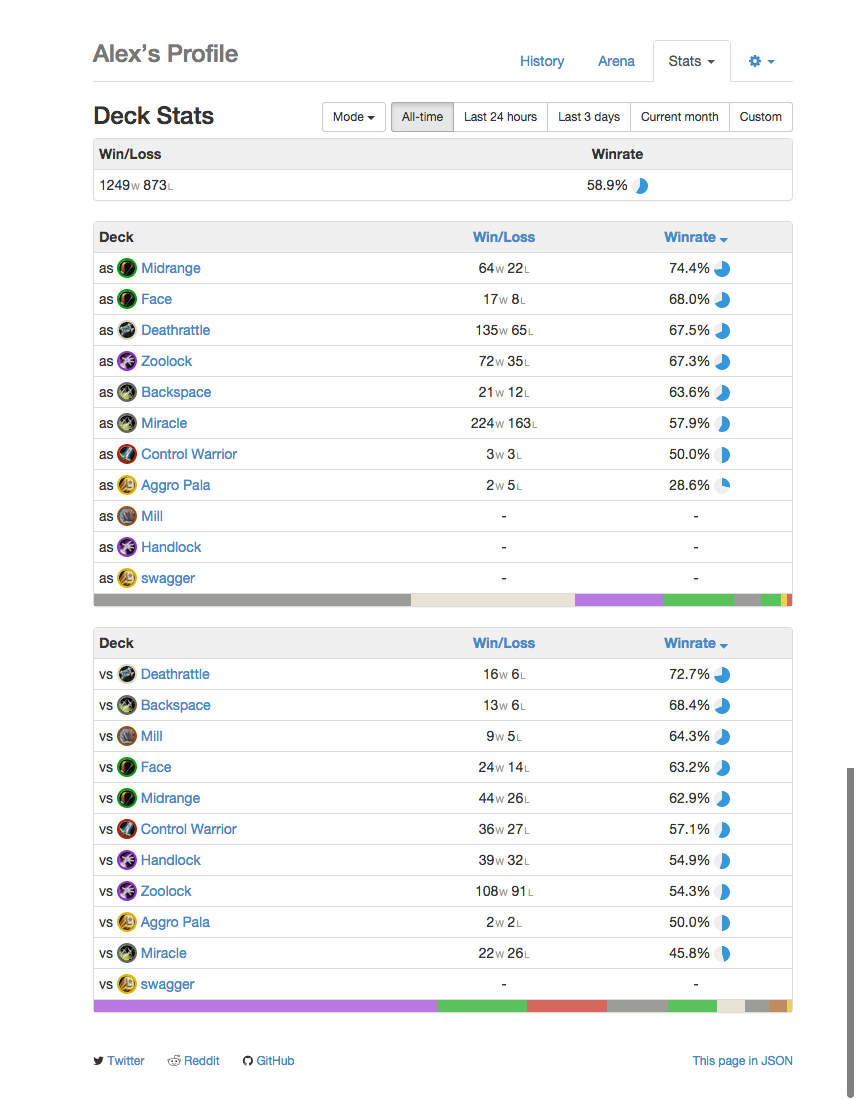 Alex’s Profile
History Arena Stats
Deck Stats
Mode All-time Last 24 hours Last 3 days Current month Custom
Win/Loss Winrate
1249W 873L 58.9%
Deck Win/Loss Winrate
as Midrange 64W 22L 74.4%
as Face 17W 8L 68.0%
as Deathrattle 135W 65L 67.5%
as Zoolock 72W 35L 67.3%
as Backspace 21W 12L 63.6%
as Miracle 224W 163L 57.9%
as Control Warrior 3W 3L 50.0%
as Aggro Pala 2W 5L 28.6%
as Mill - -
as Handlock - -
as swagger - -
Deck Win/Loss Winrate
vs Deathrattle 16W 6L 72.7%
vs Backspace 13W 6L 68.4%
vs Mill 9W 5L 64.3%
vs Face 24W 14L 63.2%
vs Midrange 44W 26L 62.9%
vs Control Warrior 36W 27L 57.1%
vs Handlock 39W 32L 54.9%
vs Zoolock 108W 91L 54.3%
vs Aggro Pala 2W 2L 50.0%
vs Miracle 22W 26L 45.8%
vs swagger - -
Twitter Reddit GitHub This page in JSON